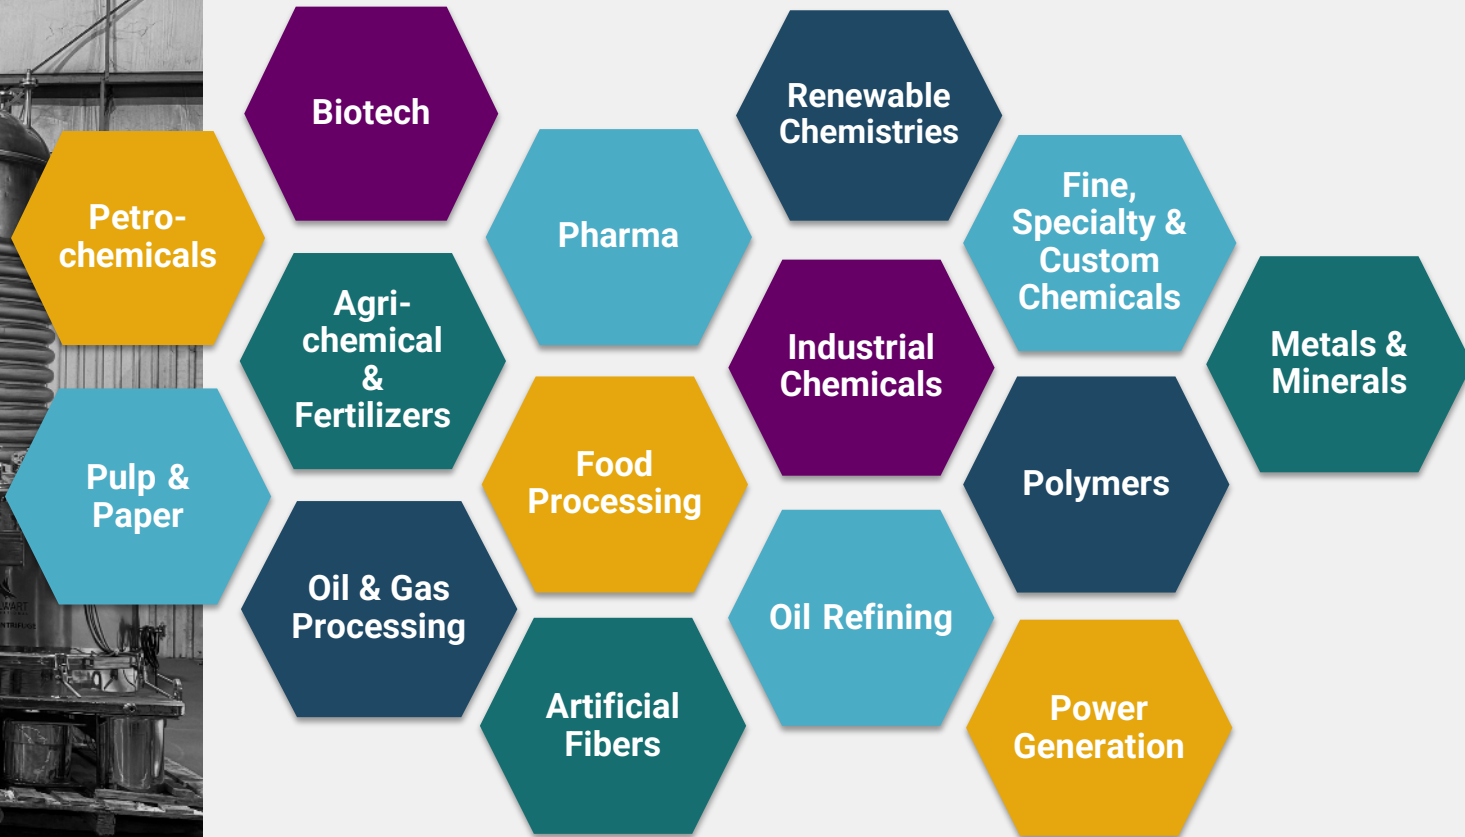 Biotech
Renewable
Chemistries
Petro-
chemicals
Pharma
Fine,
Specialty &
Custom
Chemicals
Agri-
chemical
&
Fertilizers
Industrial
Chemicals
Metals &
Minerals
Pulp &
Paper
Food
Processing
Polymers
Oil & Gas
Processing
Oil Refining
Artificial
Fibers
Power
Generation